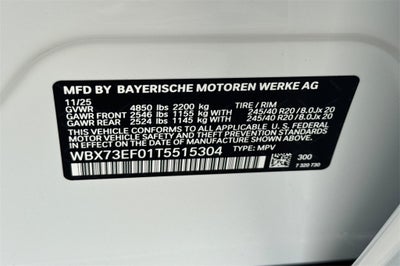 MFD BY BAYERISCHE MOTOREN WERKE AG
11/25 TIRE / RIM
GVWR 4850 lbs 2200 kg
GAWR FRONT 2546 lbs 1155 kg 245/40 R20 /8.0Jx 20
GAWR REAR 2524 lbs 1145 kg 245/40 R20 /8.0Jx 20
THIS VEHICLE CONFORMS TO ALL APPLICABLE U.S. FEDERAL
MOTOR VEHICLE SAFETY AND THEFT PREVENTION STANDARDS
IN EFFECT ON THE DATE OF MANUFACTURE SHOWN ABOVE.
WBX73EF01T5515304 TYPE: MPV 300
7 320 730